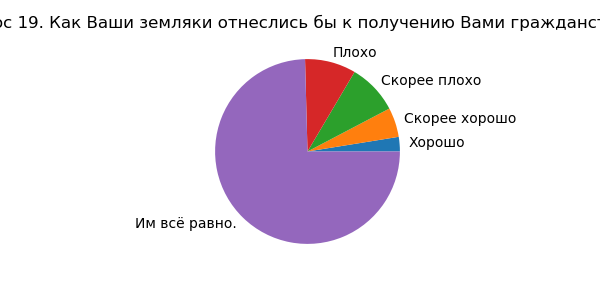 ос 19. Как Ваши земляки отнеслись бы к получению Вами гражданст
Плохо
Скорее плохо
Скорее хорошо
Хорошо
Им всё равно.